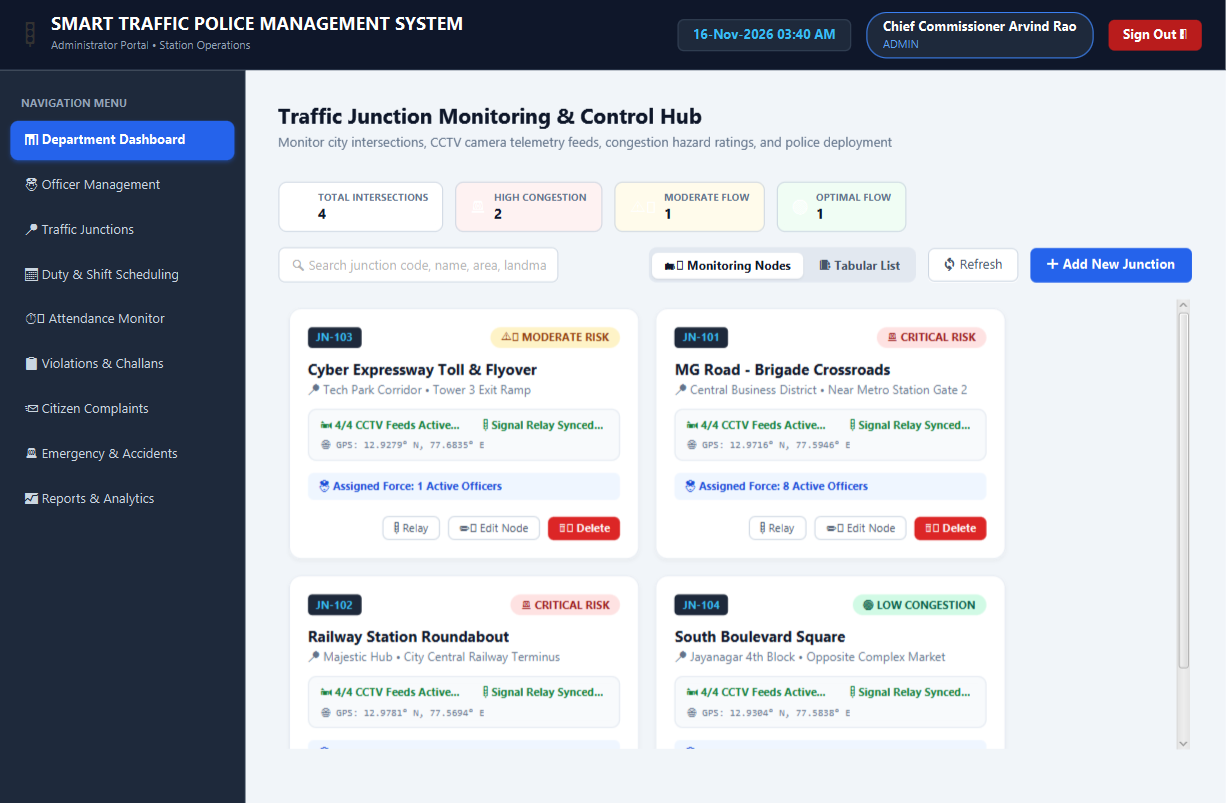 SMART TRAFFIC POLICE MANAGEMENT SYSTEM
Administrator Portal • Station Operations
16-Nov-2026 03:40 AM
Chief Commissioner Arvind Rao
ADMIN
Sign Out
NAVIGATION MENU
Department Dashboard
Officer Management
Traffic Junctions
Duty & Shift Scheduling
Attendance Monitor
Violations & Challans
Citizen Complaints
Emergency & Accidents
Reports & Analytics
Traffic Junction Monitoring & Control Hub
Monitor city intersections, CCTV camera telemetry feeds, congestion hazard ratings, and police deployment
TOTAL INTERSECTIONS
4
HIGH CONGESTION
2
MODERATE FLOW
1
OPTIMAL FLOW
1
Search junction code, name, area, landma
Monitoring Nodes
Tabular List
Refresh
+ Add New Junction
JN-103
MODERATE RISK
Cyber Expressway Toll & Flyover
Tech Park Corridor • Tower 3 Exit Ramp
4/4 CCTV Feeds Active... Signal Relay Synced...
GPS: 12.9279° N, 77.6835° E
Assigned Force: 1 Active Officers
Relay
Edit Node
Delete
JN-101
CRITICAL RISK
MG Road - Brigade Crossroads
Central Business District • Near Metro Station Gate 2
4/4 CCTV Feeds Active... Signal Relay Synced...
GPS: 12.9716° N, 77.5946° E
Assigned Force: 8 Active Officers
Relay
Edit Node
Delete
JN-102
CRITICAL RISK
Railway Station Roundabout
Majestic Hub • City Central Railway Terminus
4/4 CCTV Feeds Active... Signal Relay Synced...
GPS: 12.9781° N, 77.5694° E
JN-104
LOW CONGESTION
South Boulevard Square
Jayanagar 4th Block • Opposite Complex Market
4/4 CCTV Feeds Active... Signal Relay Synced...
GPS: 12.9304° N, 77.5838° E